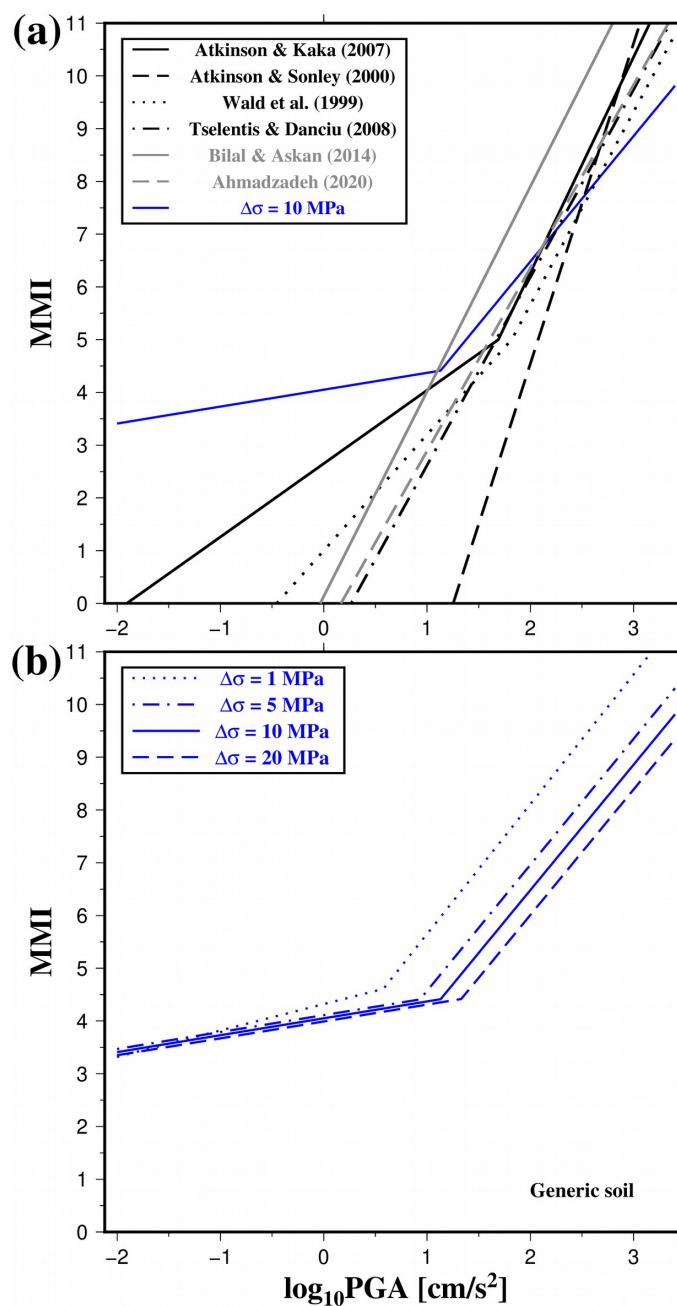 (a)
11
10
9
8
7
6
5
4
3
2
1
0
MMI
Atkinson & Kaka (2007)
Atkinson & Sonley (2000)
Wald et al. (1999)
Tselentis & Danciu (2008)
Bilal & Askan (2014)
Ahmadzadeh (2020)
Δσ = 10 MPa
−2 −1 0 1 2 3
(b)
11
10
9
8
7
6
5
4
3
2
1
0
MMI
Δσ = 1 MPa
Δσ = 5 MPa
Δσ = 10 MPa
Δσ = 20 MPa
Generic soil
−2 −1 0 1 2 3
log₁₀PGA [cm/s²]